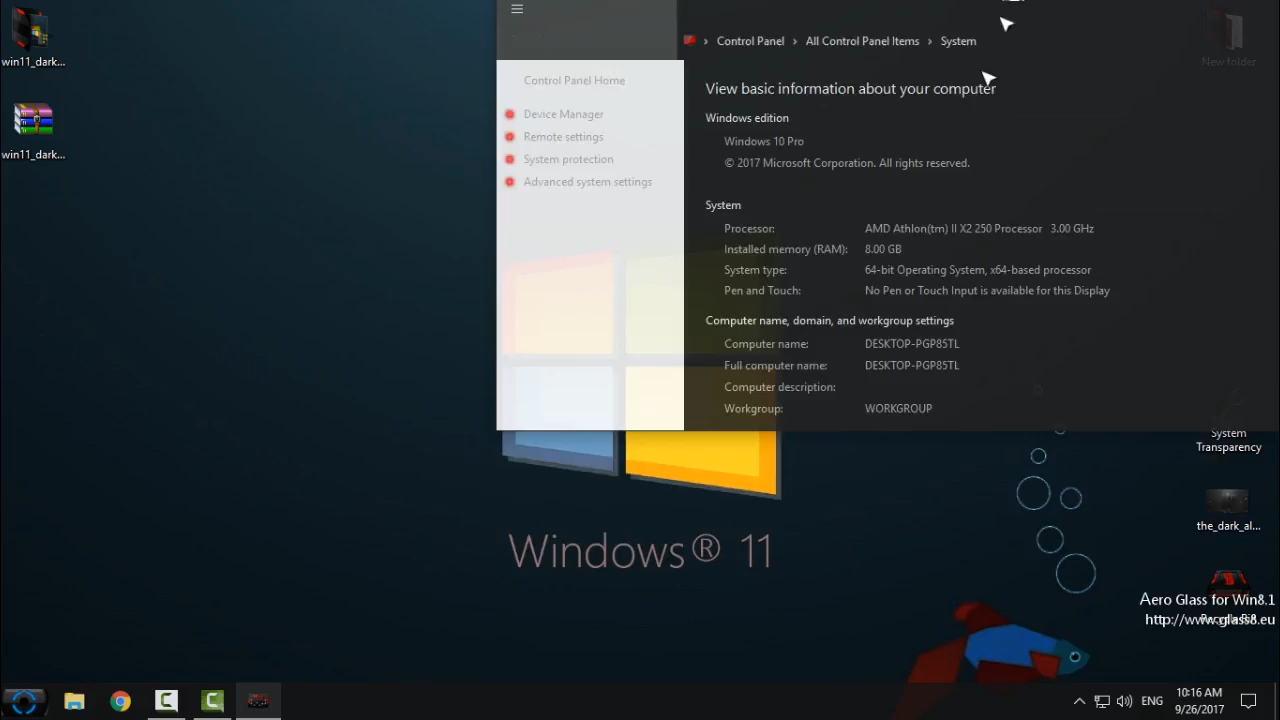 win11_dark...
win11_dark...
Control Panel › All Control Panel Items › System
New folder
Control Panel Home
Device Manager
Remote settings
System protection
Advanced system settings
View basic information about your computer
Windows edition
Windows 10 Pro
© 2017 Microsoft Corporation. All rights reserved.
System
Processor: AMD Athlon(tm) II X2 250 Processor 3.00 GHz
Installed memory (RAM): 8.00 GB
System type: 64-bit Operating System, x64-based processor
Pen and Touch: No Pen or Touch Input is available for this Display
Computer name, domain, and workgroup settings
Computer name: DESKTOP-PGP85TL
Full computer name: DESKTOP-PGP85TL
Computer description:
Workgroup: WORKGROUP
System
Transparency
the_dark_al...
Windows® 11
Aero Glass for Win8.1
http://www.glass8.eu
ENG
10:16 AM
9/26/2017